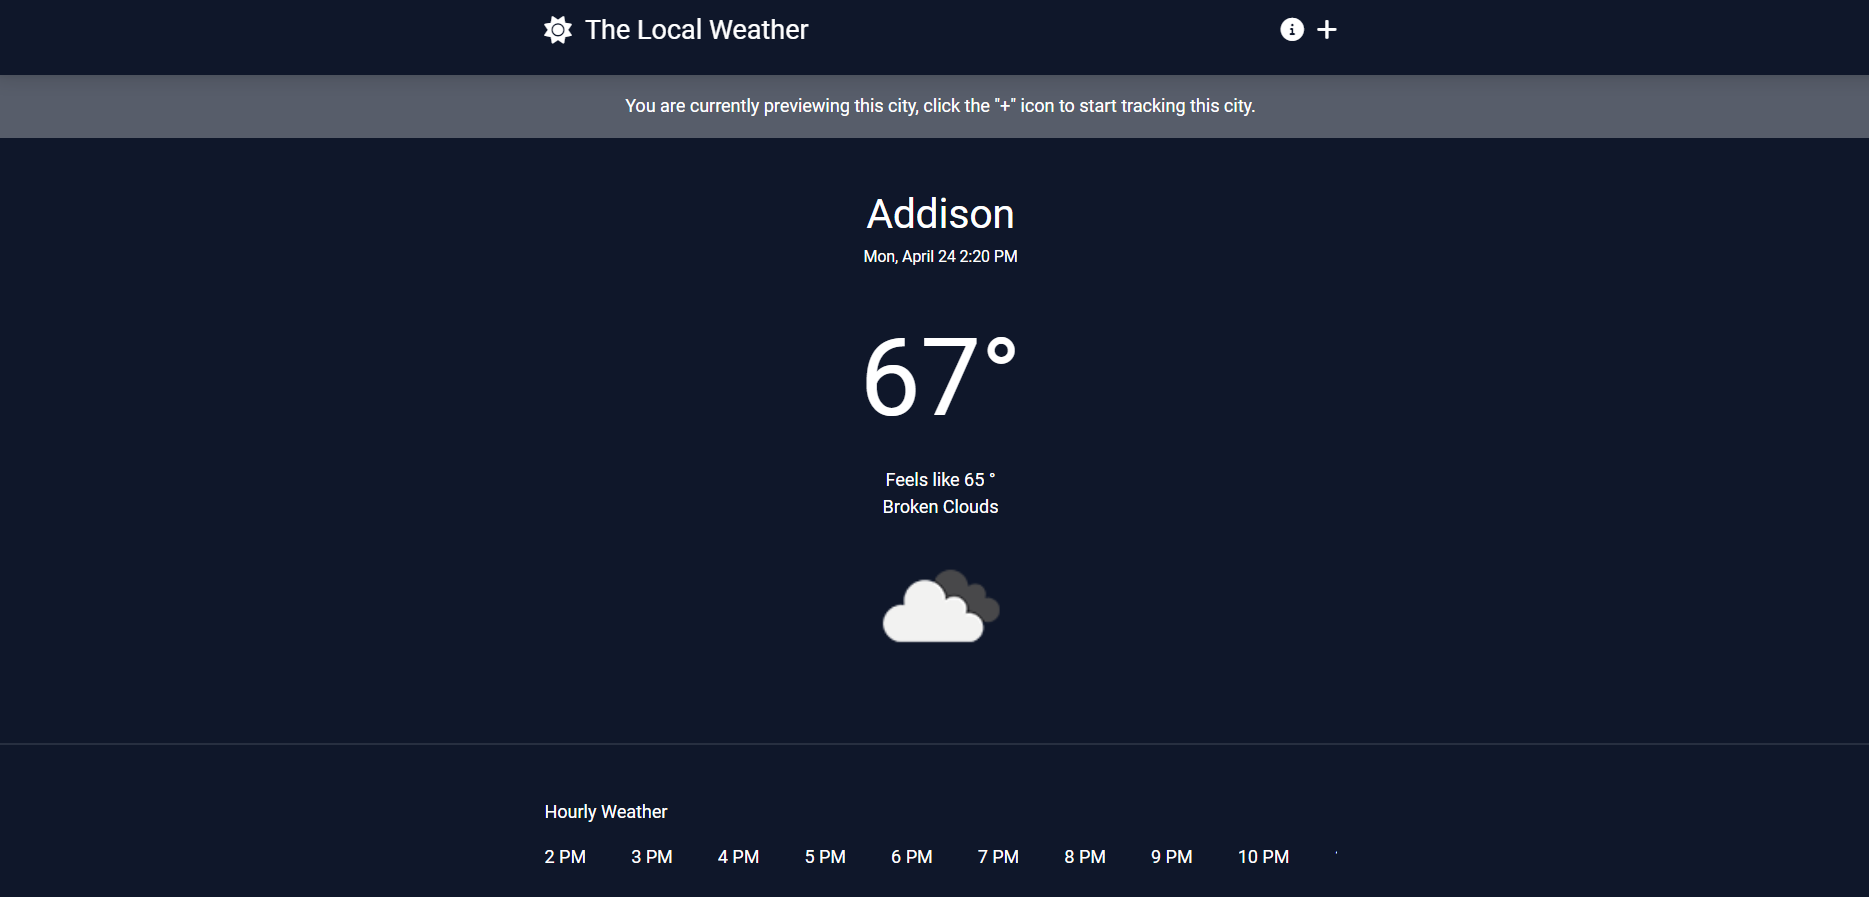 The Local Weather
You are currently previewing this city, click the "+" icon to start tracking this city.
Addison
Mon, April 24 2:20 PM
67°
Feels like 65 °
Broken Clouds
Hourly Weather
2 PM 3 PM 4 PM 5 PM 6 PM 7 PM 8 PM 9 PM 10 PM